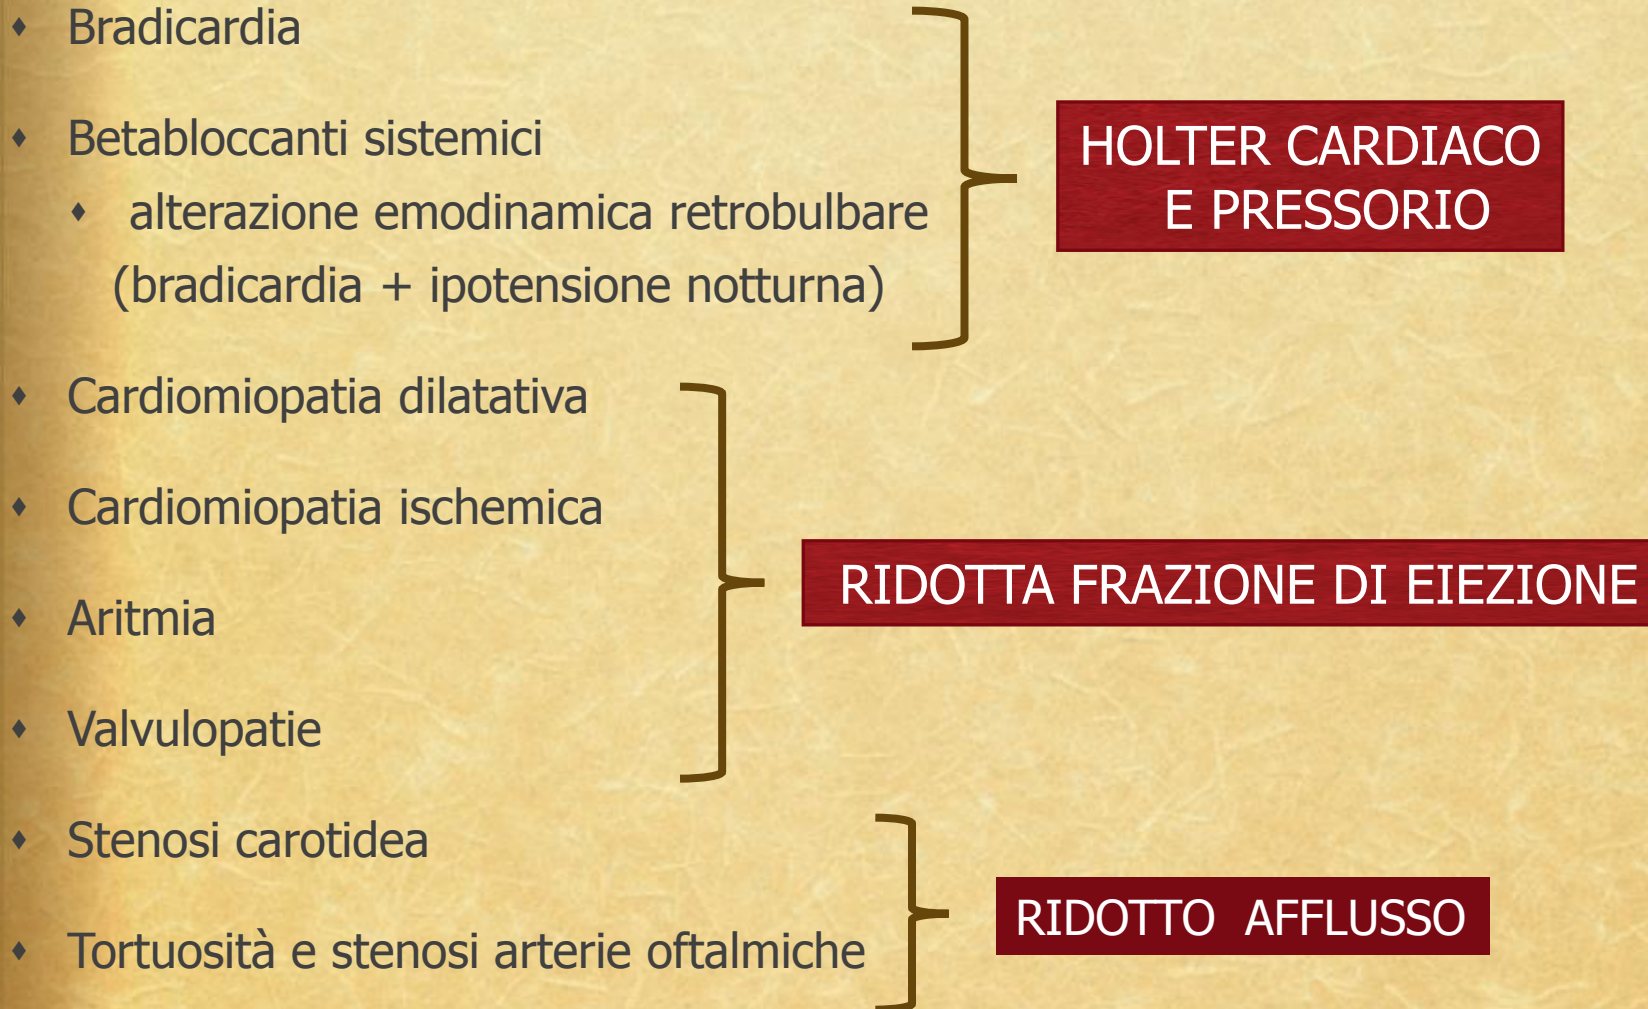 Bradicardia
Betabloccanti sistemici
alterazione emodinamica retrobulbare
(bradicardia + ipotensione notturna)
HOLTER CARDIACO
E PRESSORIO
Cardiomiopatia dilatativa
Cardiomiopatia ischemica
Aritmia
Valvulopatie
RIDOTTA FRAZIONE DI EIEZIONE
Stenosi carotidea
Tortuosità e stenosi arterie oftalmiche
RIDOTTO AFFLUSSO